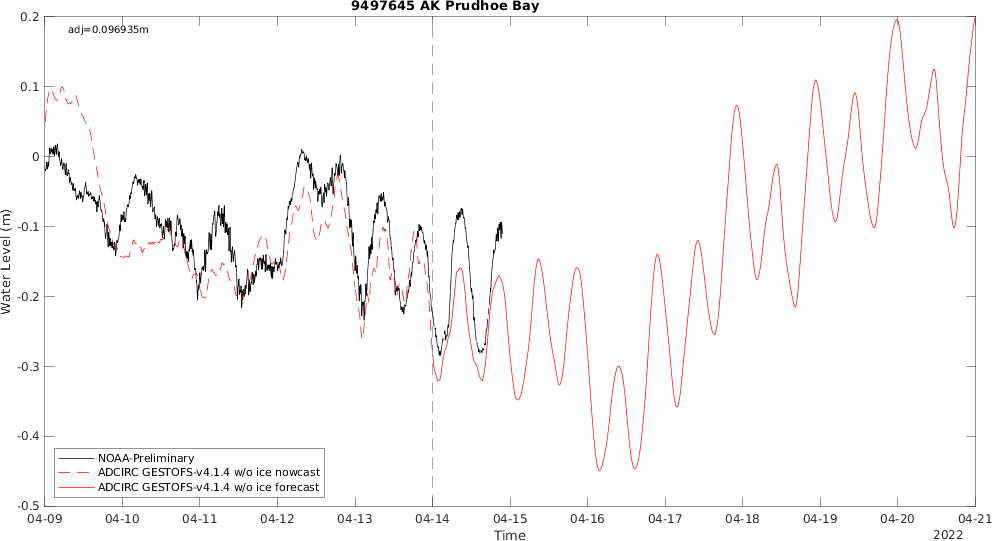 9497645 AK Prudhoe Bay
adj=0.096935m
0.2
0.1
0
-0.1
-0.2
-0.3
-0.4
-0.5
Water Level (m)
NOAA-Preliminary
ADCIRC GESTOFS-v4.1.4 w/o ice nowcast
ADCIRC GESTOFS-v4.1.4 w/o ice forecast
04-09 04-10 04-11 04-12 04-13 04-14 04-15 04-16 04-17 04-18 04-19 04-20 04-21
Time
2022